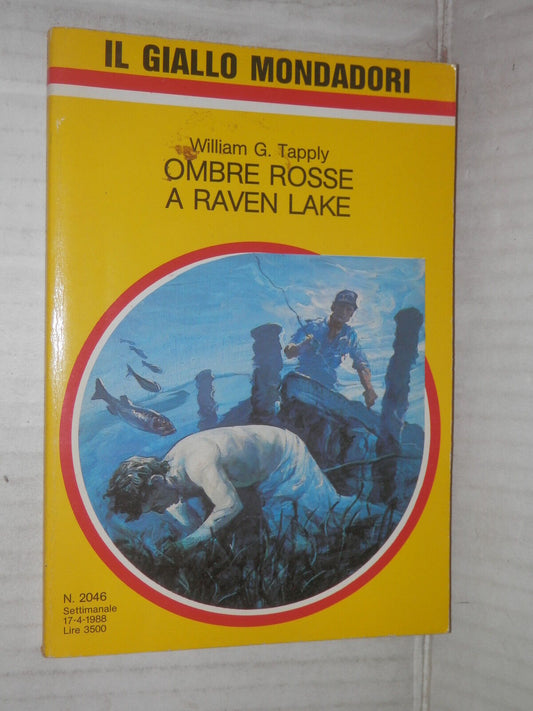 IL GIALLO MONDADORI
William G. Tapply
OMBRE ROSSE
A RAVEN LAKE
N. 2046
Settimanale
17-4-1988
Lire 3500